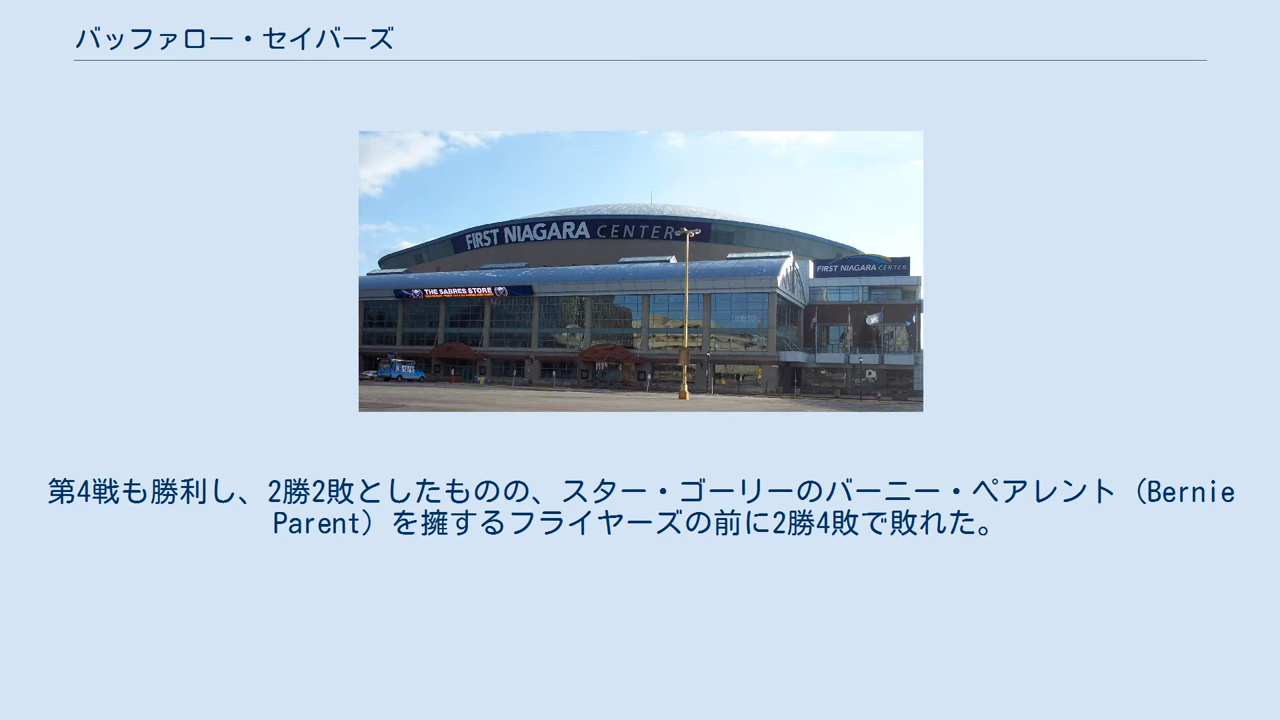 バッファロー・セイバーズ
FIRST NIAGARA CENTER
FIRST NIAGARA CENTER
THE SABRES STORE
第4戦も勝利し、2勝2敗としたものの、スター・ゴーリーのバーニー・ペアレント（Bernie
Parent）を擁するフライヤーズの前に2勝4敗で敗れた。